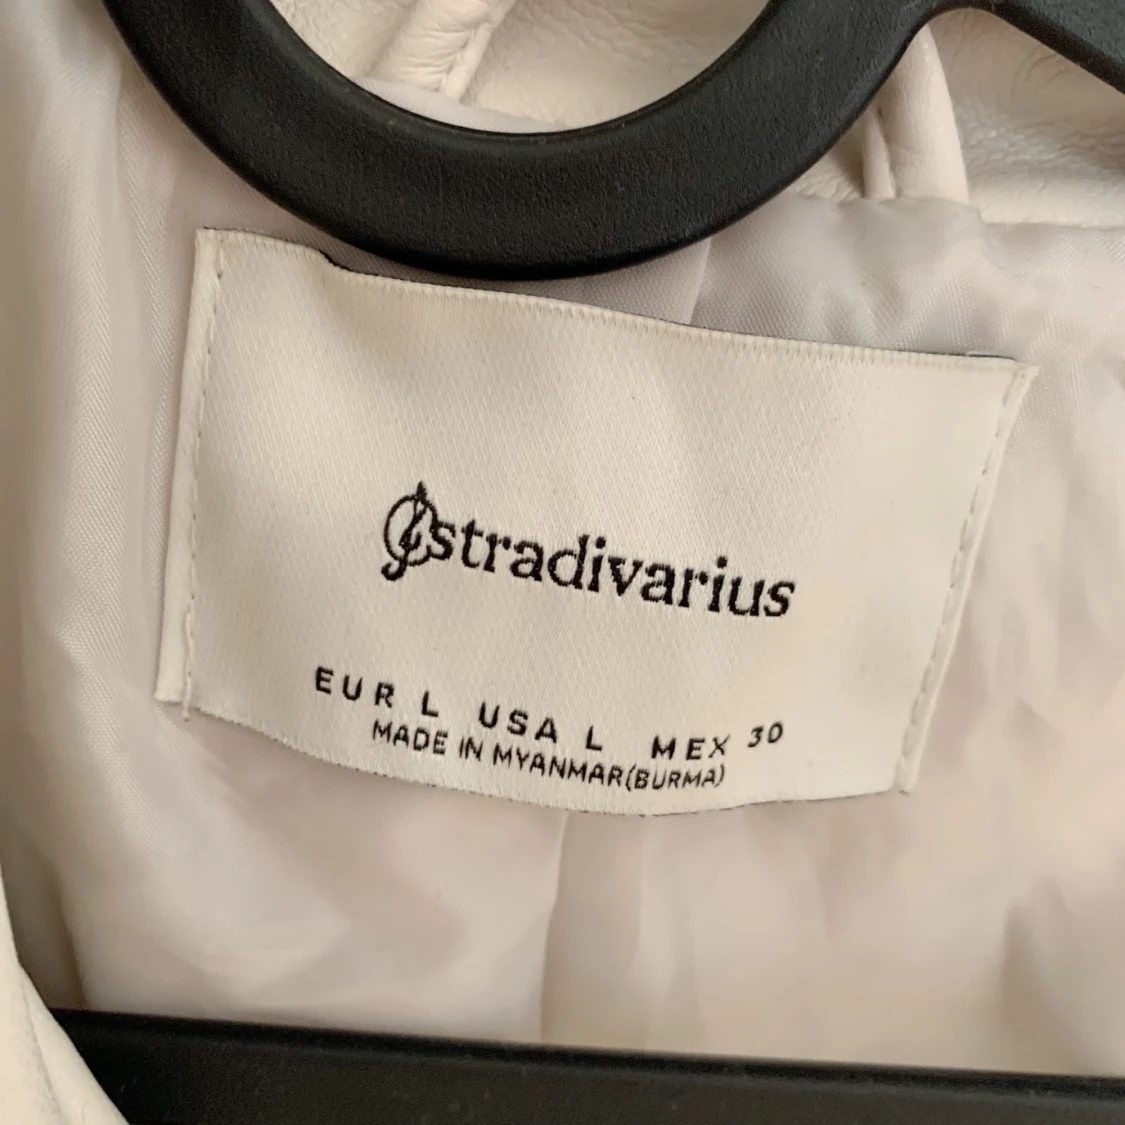 stradivarius
EUR L USA L MEX 30
MADE IN MYANMAR(BURMA)